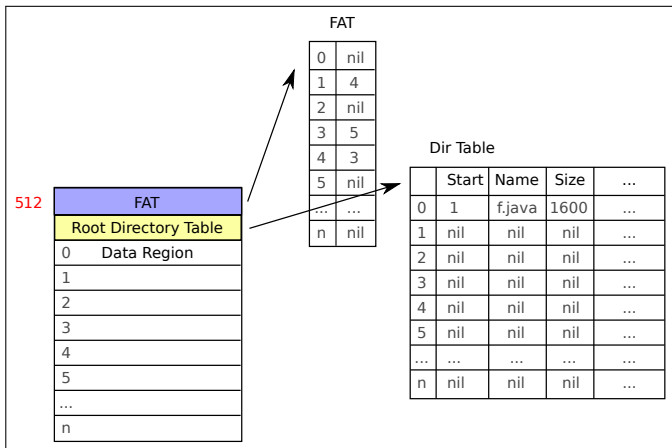 FAT
0 nil
1 4
2 nil
3 5
4 3
5 nil
... ...
n nil
Dir Table
Start Name Size ...
0 1 f.java 1600 ...
1 nil nil nil ...
2 nil nil nil ...
3 nil nil nil ...
4 nil nil nil ...
5 nil nil nil ...
... ... ... ... ...
n nil nil nil ...
512 FAT
Root Directory Table
0 Data Region
1
2
3
4
5
...
n